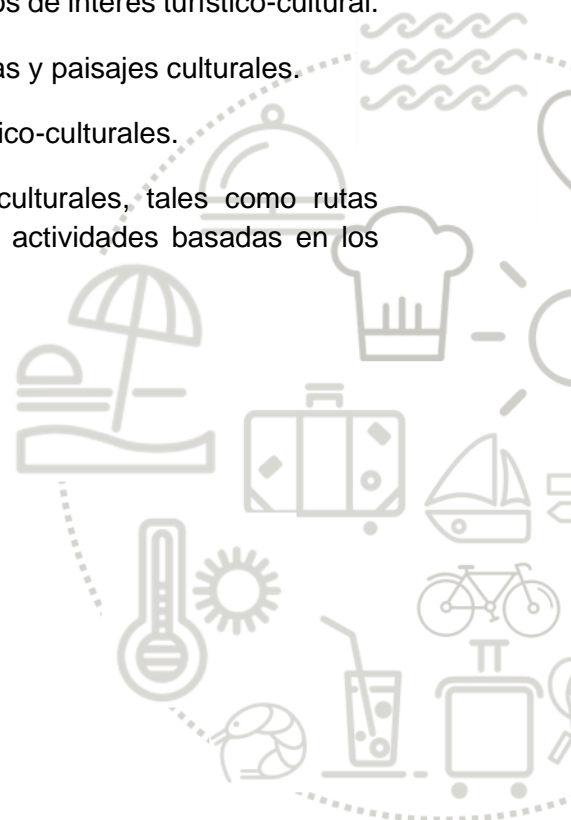 os de interés turístico-cultural.
as y paisajes culturales.
ico-culturales.
culturales, tales como rutas
actividades basadas en los